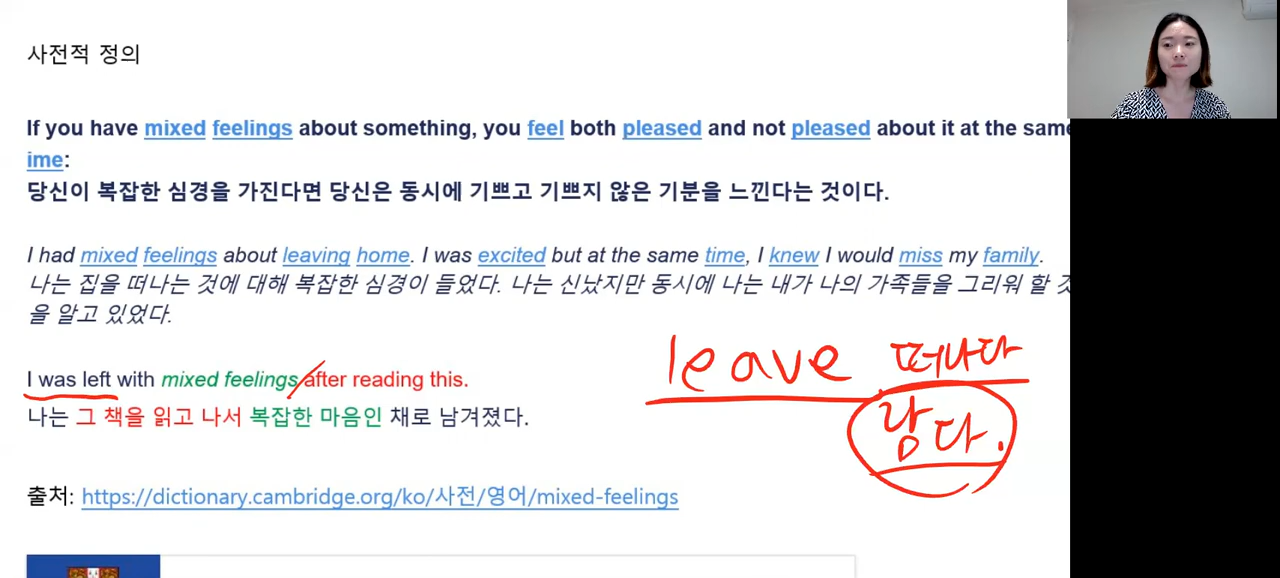 사전적 정의
If you have mixed feelings about something, you feel both pleased and not pleased about it at the same
ime:
당신이 복잡한 심경을 가진다면 당신은 동시에 기쁘고 기쁘지 않은 기분을 느낀다는 것이다.
I had mixed feelings about leaving home. I was excited but at the same time, I knew I would miss my family.
나는 집을 떠나는 것에 대해 복잡한 심경이 들었다. 나는 신났지만 동시에 나는 내가 나의 가족들을 그리워 할 것
을 알고 있었다.
leave 떠나다
남다.
I was left with mixed feelings after reading this.
나는 그 책을 읽고 나서 복잡한 마음인 채로 남겨졌다.
출처: https://dictionary.cambridge.org/ko/사전/영어/mixed-feelings